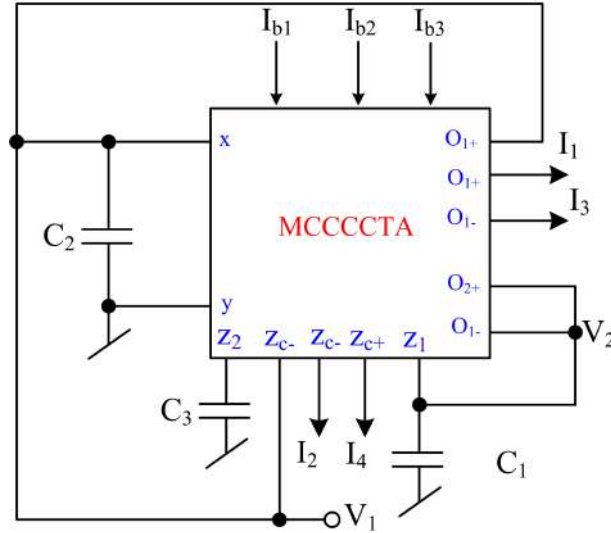 I_b1 I_b2 I_b3
x O_1+
O_1+ I_1
O_1- I_3
MCCCCTA
C_2
y O_2+
O_1- V_2
Z_2 Z_c- Z_c- Z_c+ Z_1
C_3
I_2 I_4 C_1
V_1